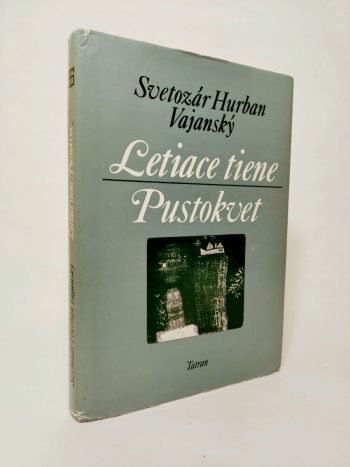 Svetozár Hurban
Vajanský
Letiace tiene
Pustokvet
Tatran